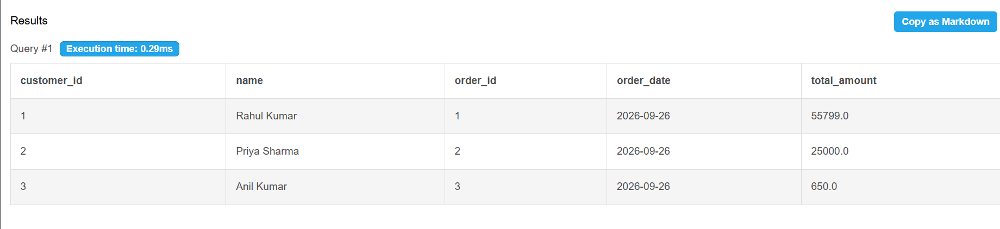 Results
Copy as Markdown
Query #1 Execution time: 0.29ms
customer_id name order_id order_date total_amount
1 Rahul Kumar 1 2026-09-26 55799.0
2 Priya Sharma 2 2026-09-26 25000.0
3 Anil Kumar 3 2026-09-26 650.0